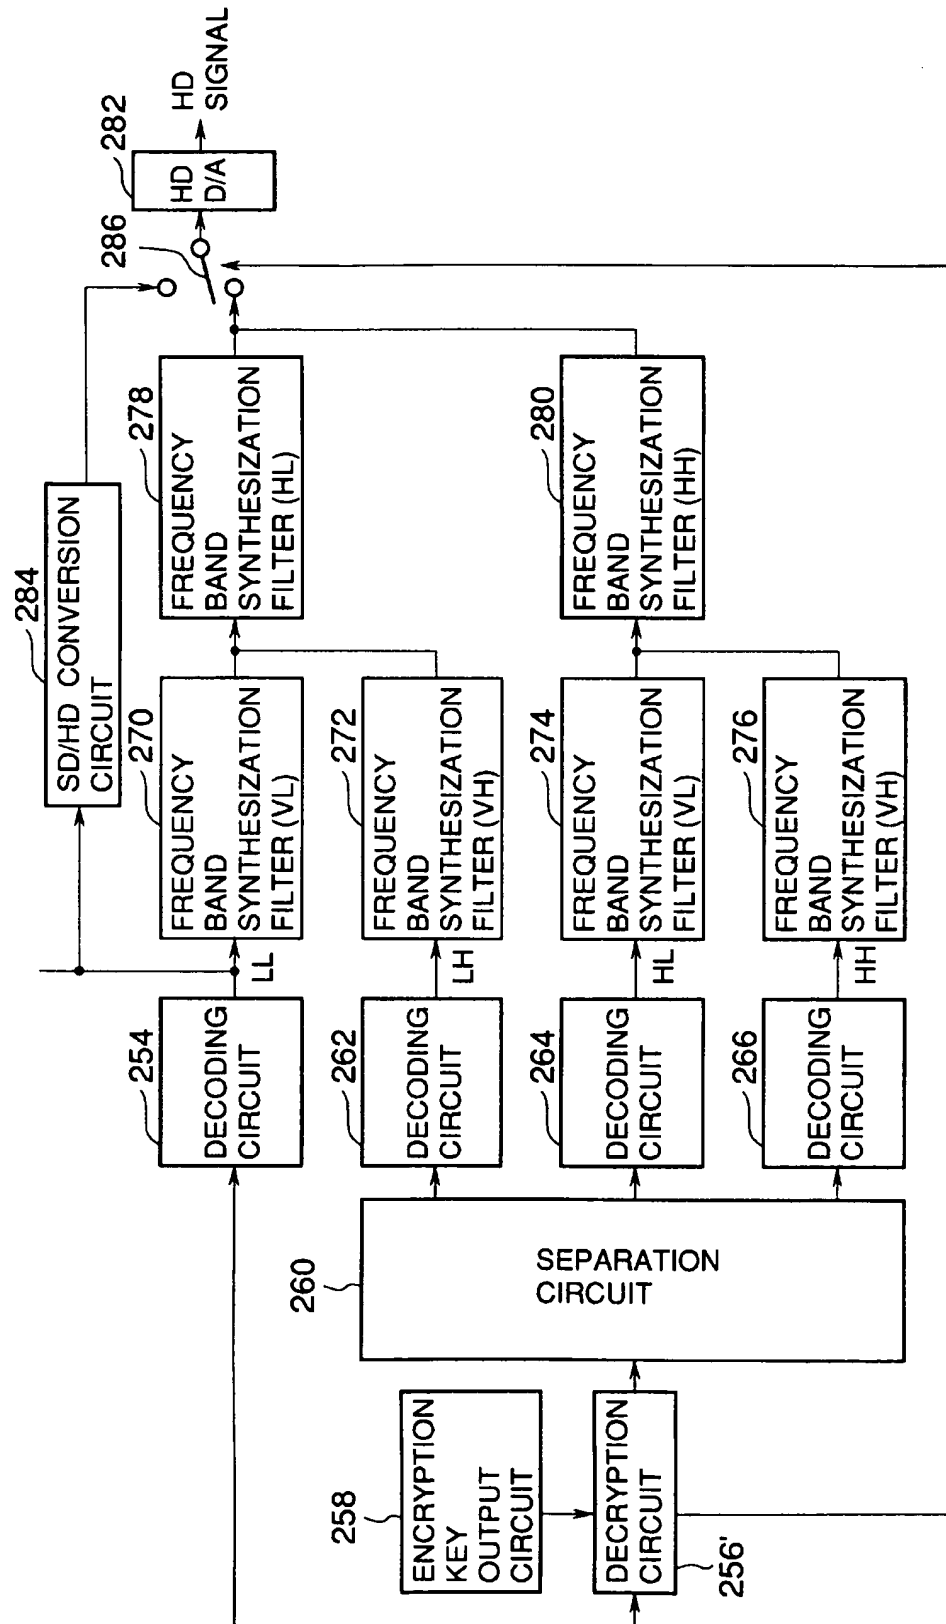 258
ENCRYPTION
KEY
OUTPUT
CIRCUIT
DECRYPTION
CIRCUIT
256'
260
SEPARATION
CIRCUIT
254
DECODING
CIRCUIT
262
DECODING
CIRCUIT
264
DECODING
CIRCUIT
266
DECODING
CIRCUIT
LL
LH
HL
HH
284
SD/HD CONVERSION
CIRCUIT
270
FREQUENCY
BAND
SYNTHESIZATION
FILTER (VL)
272
FREQUENCY
BAND
SYNTHESIZATION
FILTER (VH)
274
FREQUENCY
BAND
SYNTHESIZATION
FILTER (VL)
276
FREQUENCY
BAND
SYNTHESIZATION
FILTER (VH)
278
FREQUENCY
BAND
SYNTHESIZATION
FILTER (HL)
280
FREQUENCY
BAND
SYNTHESIZATION
FILTER (HH)
286
282
HD
D/A
HD
SIGNAL